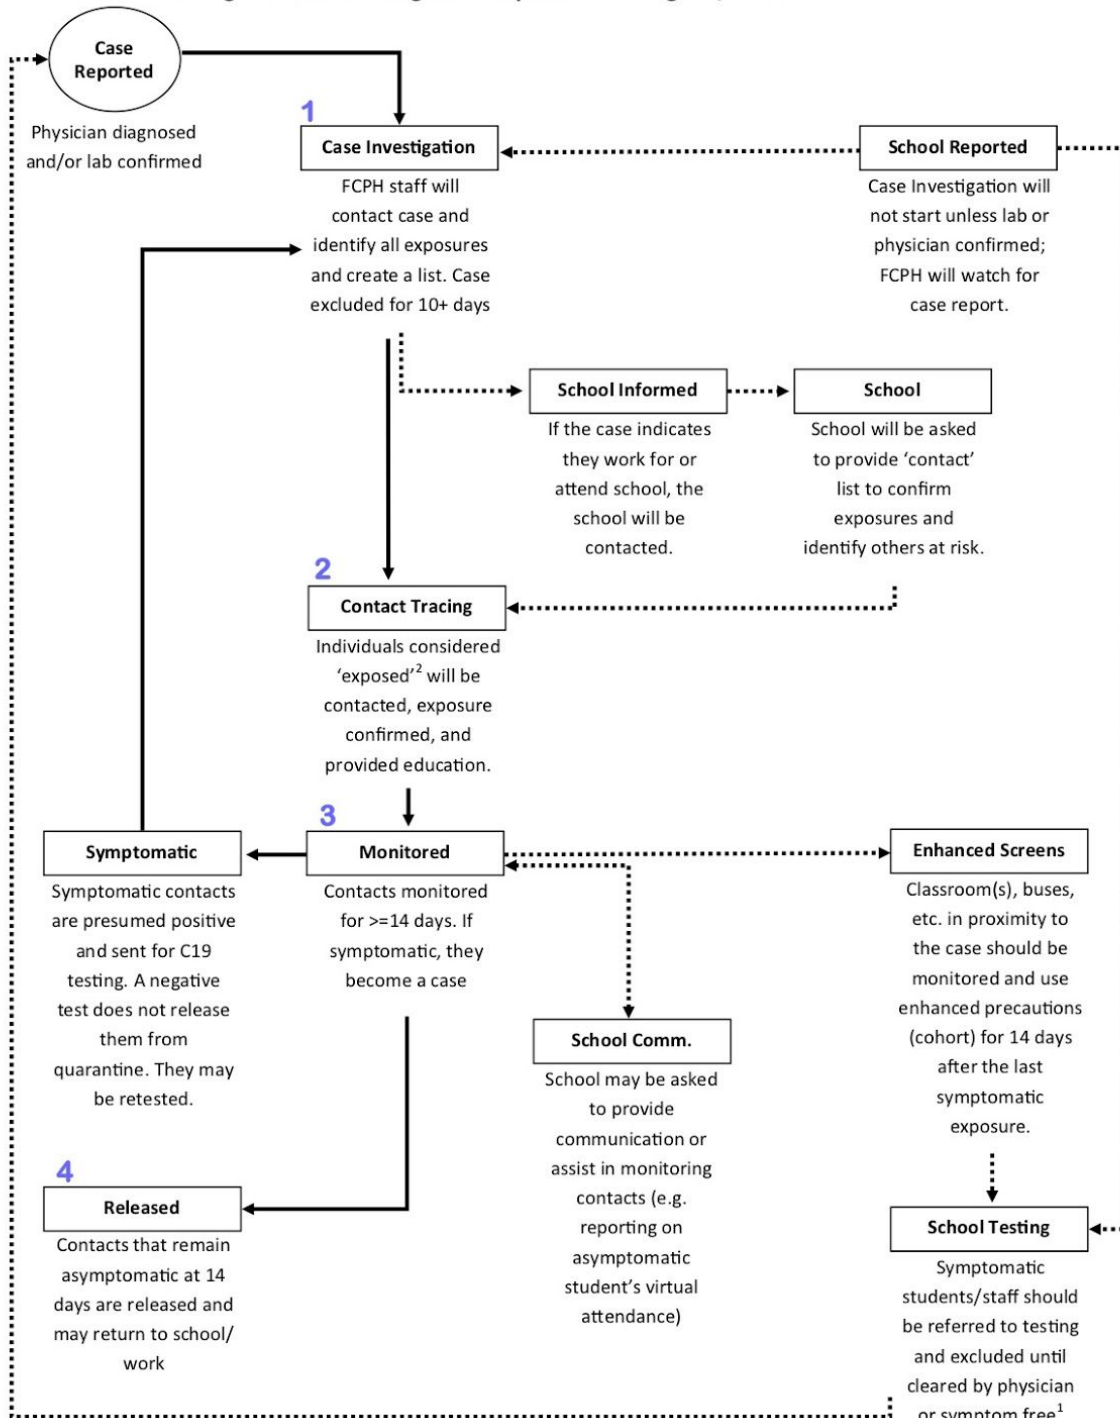 Case
Reported
Physician diagnosed
and/or lab confirmed
1
Case Investigation
FCPH staff will
contact case and
identify all exposures
and create a list. Case
excluded for 10+ days
School Reported
Case Investigation will
not start unless lab or
physician confirmed;
FCPH will watch for
case report.
School Informed
If the case indicates
they work for or
attend school, the
school will be
contacted.
School
School will be asked
to provide ‘contact’
list to confirm
exposures and
identify others at risk.
2
Contact Tracing
Individuals considered
‘exposed’² will be
contacted, exposure
confirmed, and
provided education.
3
Monitored
Contacts monitored
for >=14 days. If
symptomatic, they
become a case
Symptomatic
Symptomatic contacts
are presumed positive
and sent for C19
testing. A negative
test does not release
them from
quarantine. They may
be retested.
Enhanced Screens
Classroom(s), buses,
etc. in proximity to
the case should be
monitored and use
enhanced precautions
(cohort) for 14 days
after the last
symptomatic
exposure.
School Comm.
School may be asked
to provide
communication or
assist in monitoring
contacts (e.g.
reporting on
asymptomatic
student’s virtual
attendance)
4
Released
Contacts that remain
asymptomatic at 14
days are released and
may return to school/
work
School Testing
Symptomatic
students/staff should
be referred to testing
and excluded until
cleared by physician
or symptom free¹